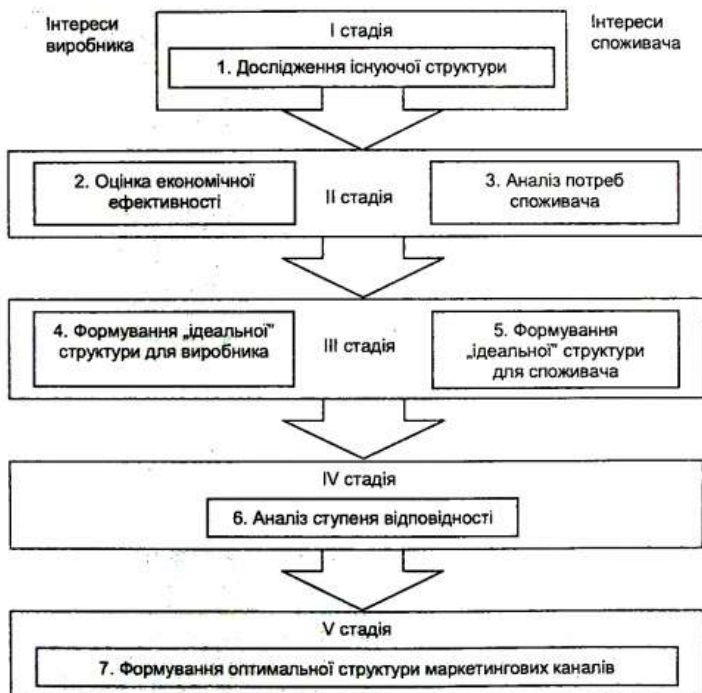 Інтереси
виробника
І стадія
Інтереси
споживача
1. Дослідження існуючої структури
2. Оцінка економічної
ефективності
ІІ стадія
3. Аналіз потреб
споживача
4. Формування „ідеальної"
структури для виробника
ІІІ стадія
5. Формування
„ідеальної" структури
для споживача
IV стадія
6. Аналіз ступеня відповідності
V стадія
7. Формування оптимальної структури маркетингових каналів